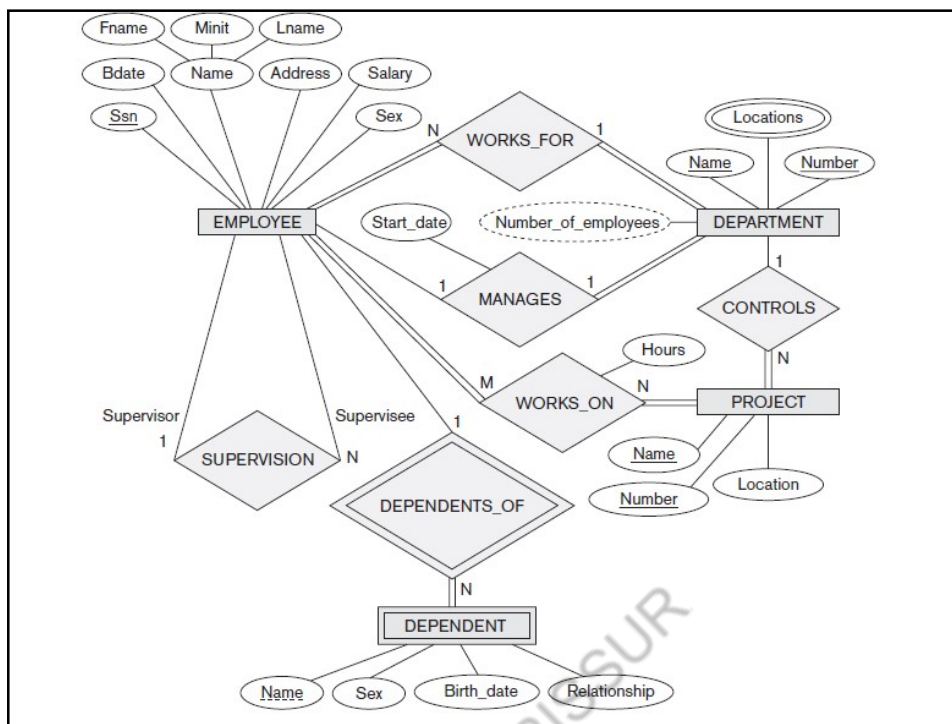 Fname Minit Lname
Bdate Name Address Salary
Ssn Sex
N WORKS_FOR 1
Locations
Name Number
EMPLOYEE Start_date Number_of_employees DEPARTMENT
1 MANAGES 1
1
CONTROLS
N
Hours
M WORKS_ON N PROJECT
Supervisor Supervisee
1 SUPERVISION N
1
Name
Number Location
DEPENDENTS_OF
N
DEPENDENT
Name Sex Birth_date Relationship